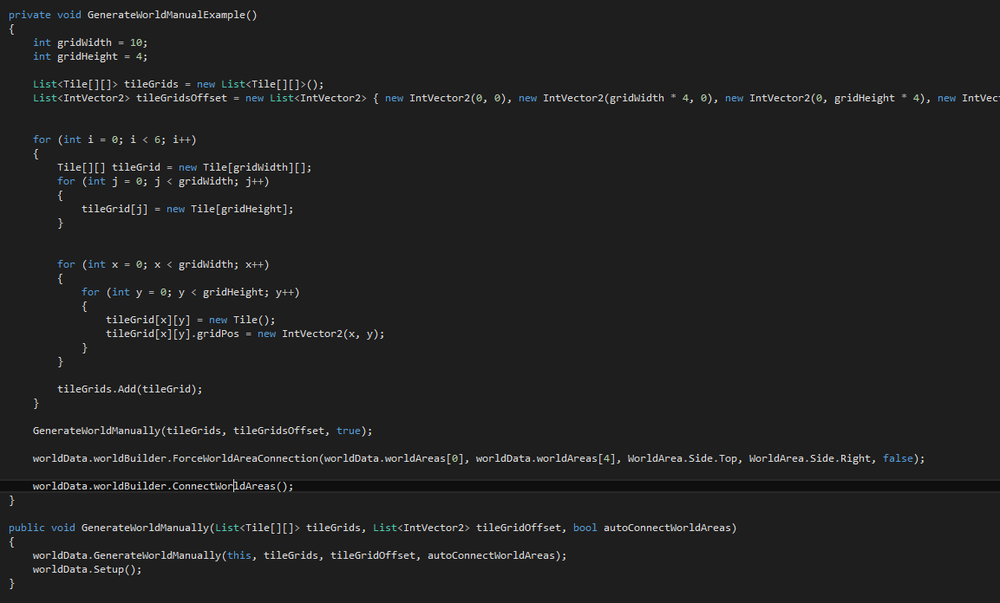 private void GenerateWorldManualExample()
{
int gridWidth = 10;
int gridHeight = 4;
List<Tile[][]> tileGrids = new List<Tile[][]>();
List<IntVector2> tileGridsOffset = new List<IntVector2> { new IntVector2(0, 0), new IntVector2(gridWidth * 4, 0), new IntVector2(0, gridHeight * 4), new IntVec
for (int i = 0; i < 6; i++)
{
Tile[][] tileGrid = new Tile[gridWidth][];
for (int j = 0; j < gridWidth; j++)
{
tileGrid[j] = new Tile[gridHeight];
}
for (int x = 0; x < gridWidth; x++)
{
for (int y = 0; y < gridHeight; y++)
{
tileGrid[x][y] = new Tile();
tileGrid[x][y].gridPos = new IntVector2(x, y);
}
}
tileGrids.Add(tileGrid);
}
GenerateWorldManually(tileGrids, tileGridsOffset, true);
worldData.worldBuilder.ForceWorldAreaConnection(worldData.worldAreas[0], worldData.worldAreas[4], WorldArea.Side.Top, WorldArea.Side.Right, false);
worldData.worldBuilder.ConnectWorldAreas();
}
public void GenerateWorldManually(List<Tile[][]> tileGrids, List<IntVector2> tileGridOffset, bool autoConnectWorldAreas)
{
worldData.GenerateWorldManually(this, tileGrids, tileGridOffset, autoConnectWorldAreas);
worldData.Setup();
}